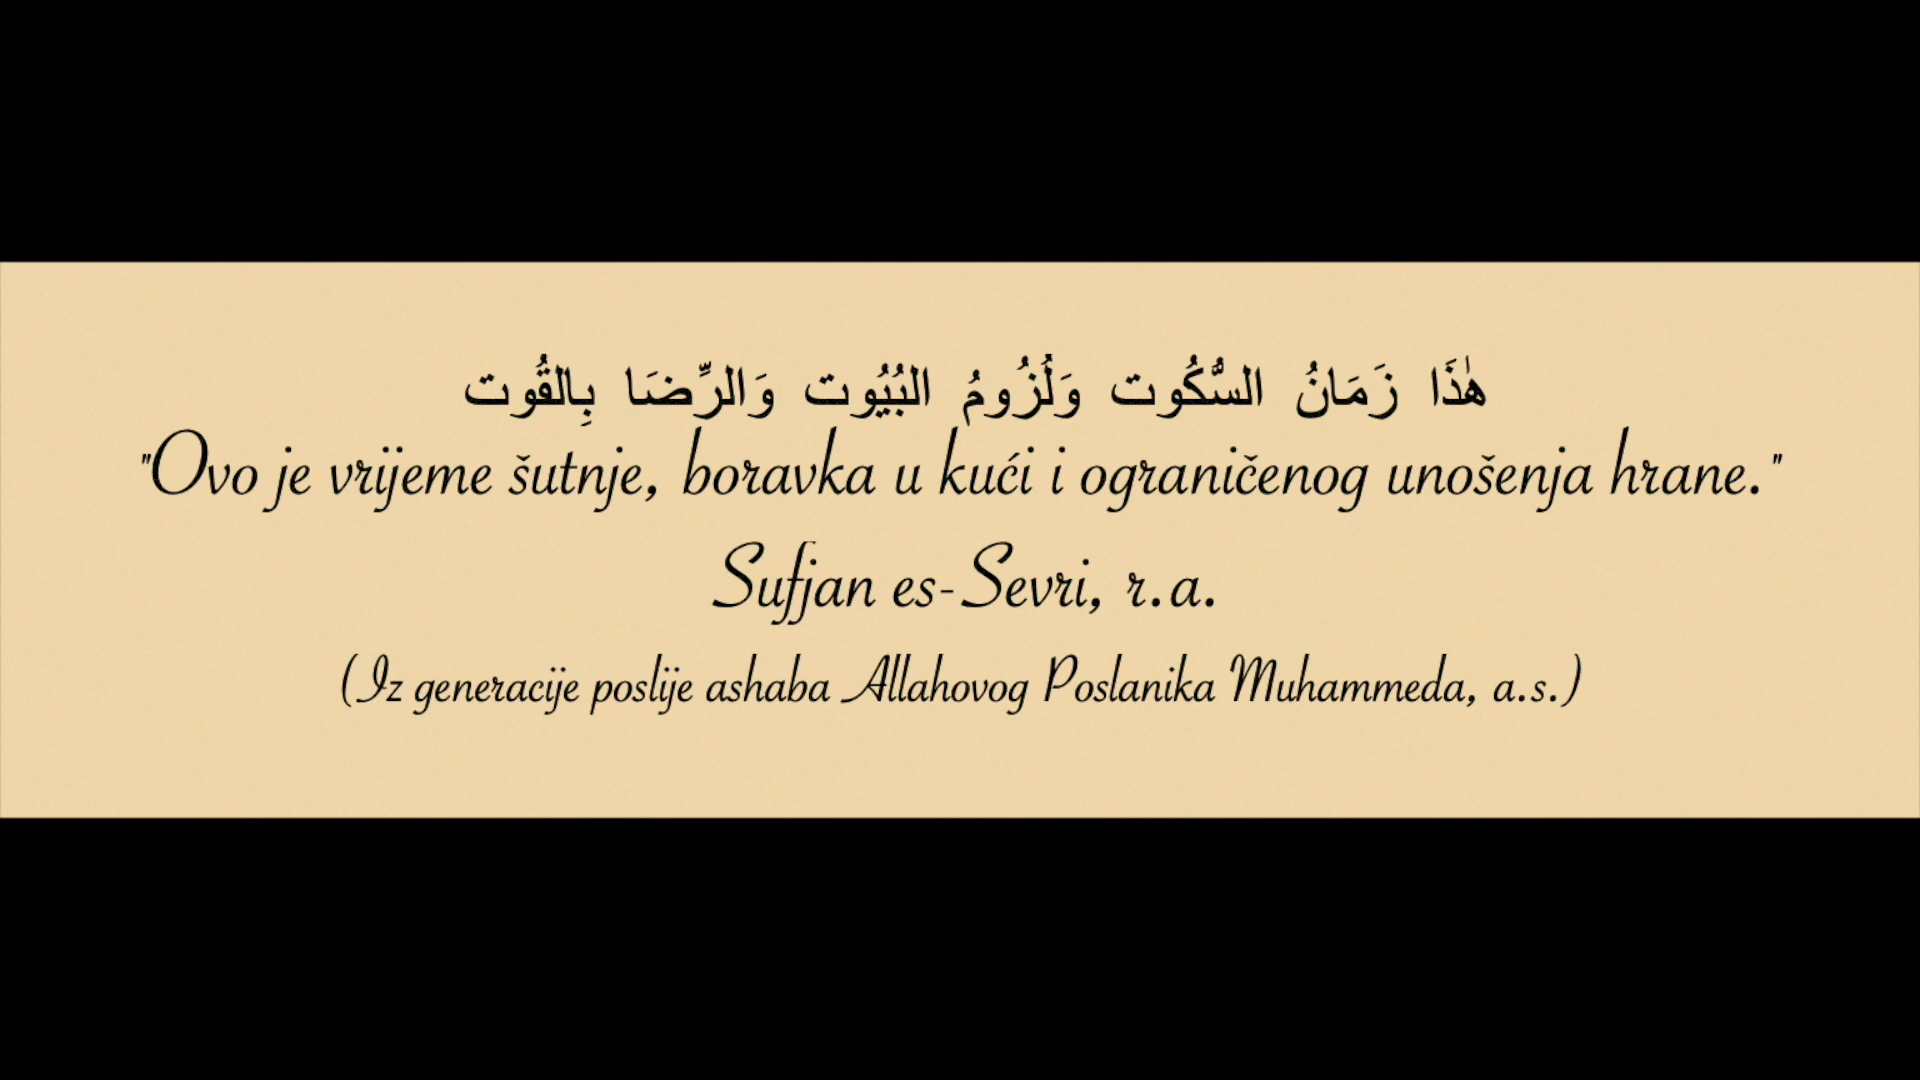 هٰذَا زَمَانُ السُّكُوت وَلُزُومُ البُيُوت وَالرِّضَا بِالقُوت
"Ovo je vrijeme šutnje, boravka u kući i ograničenog unošenja hrane."
Sufjan es-Sevri, r.a.
(Iz generacije poslije ashaba Allahovog Poslanika Muhammeda, a.s.)